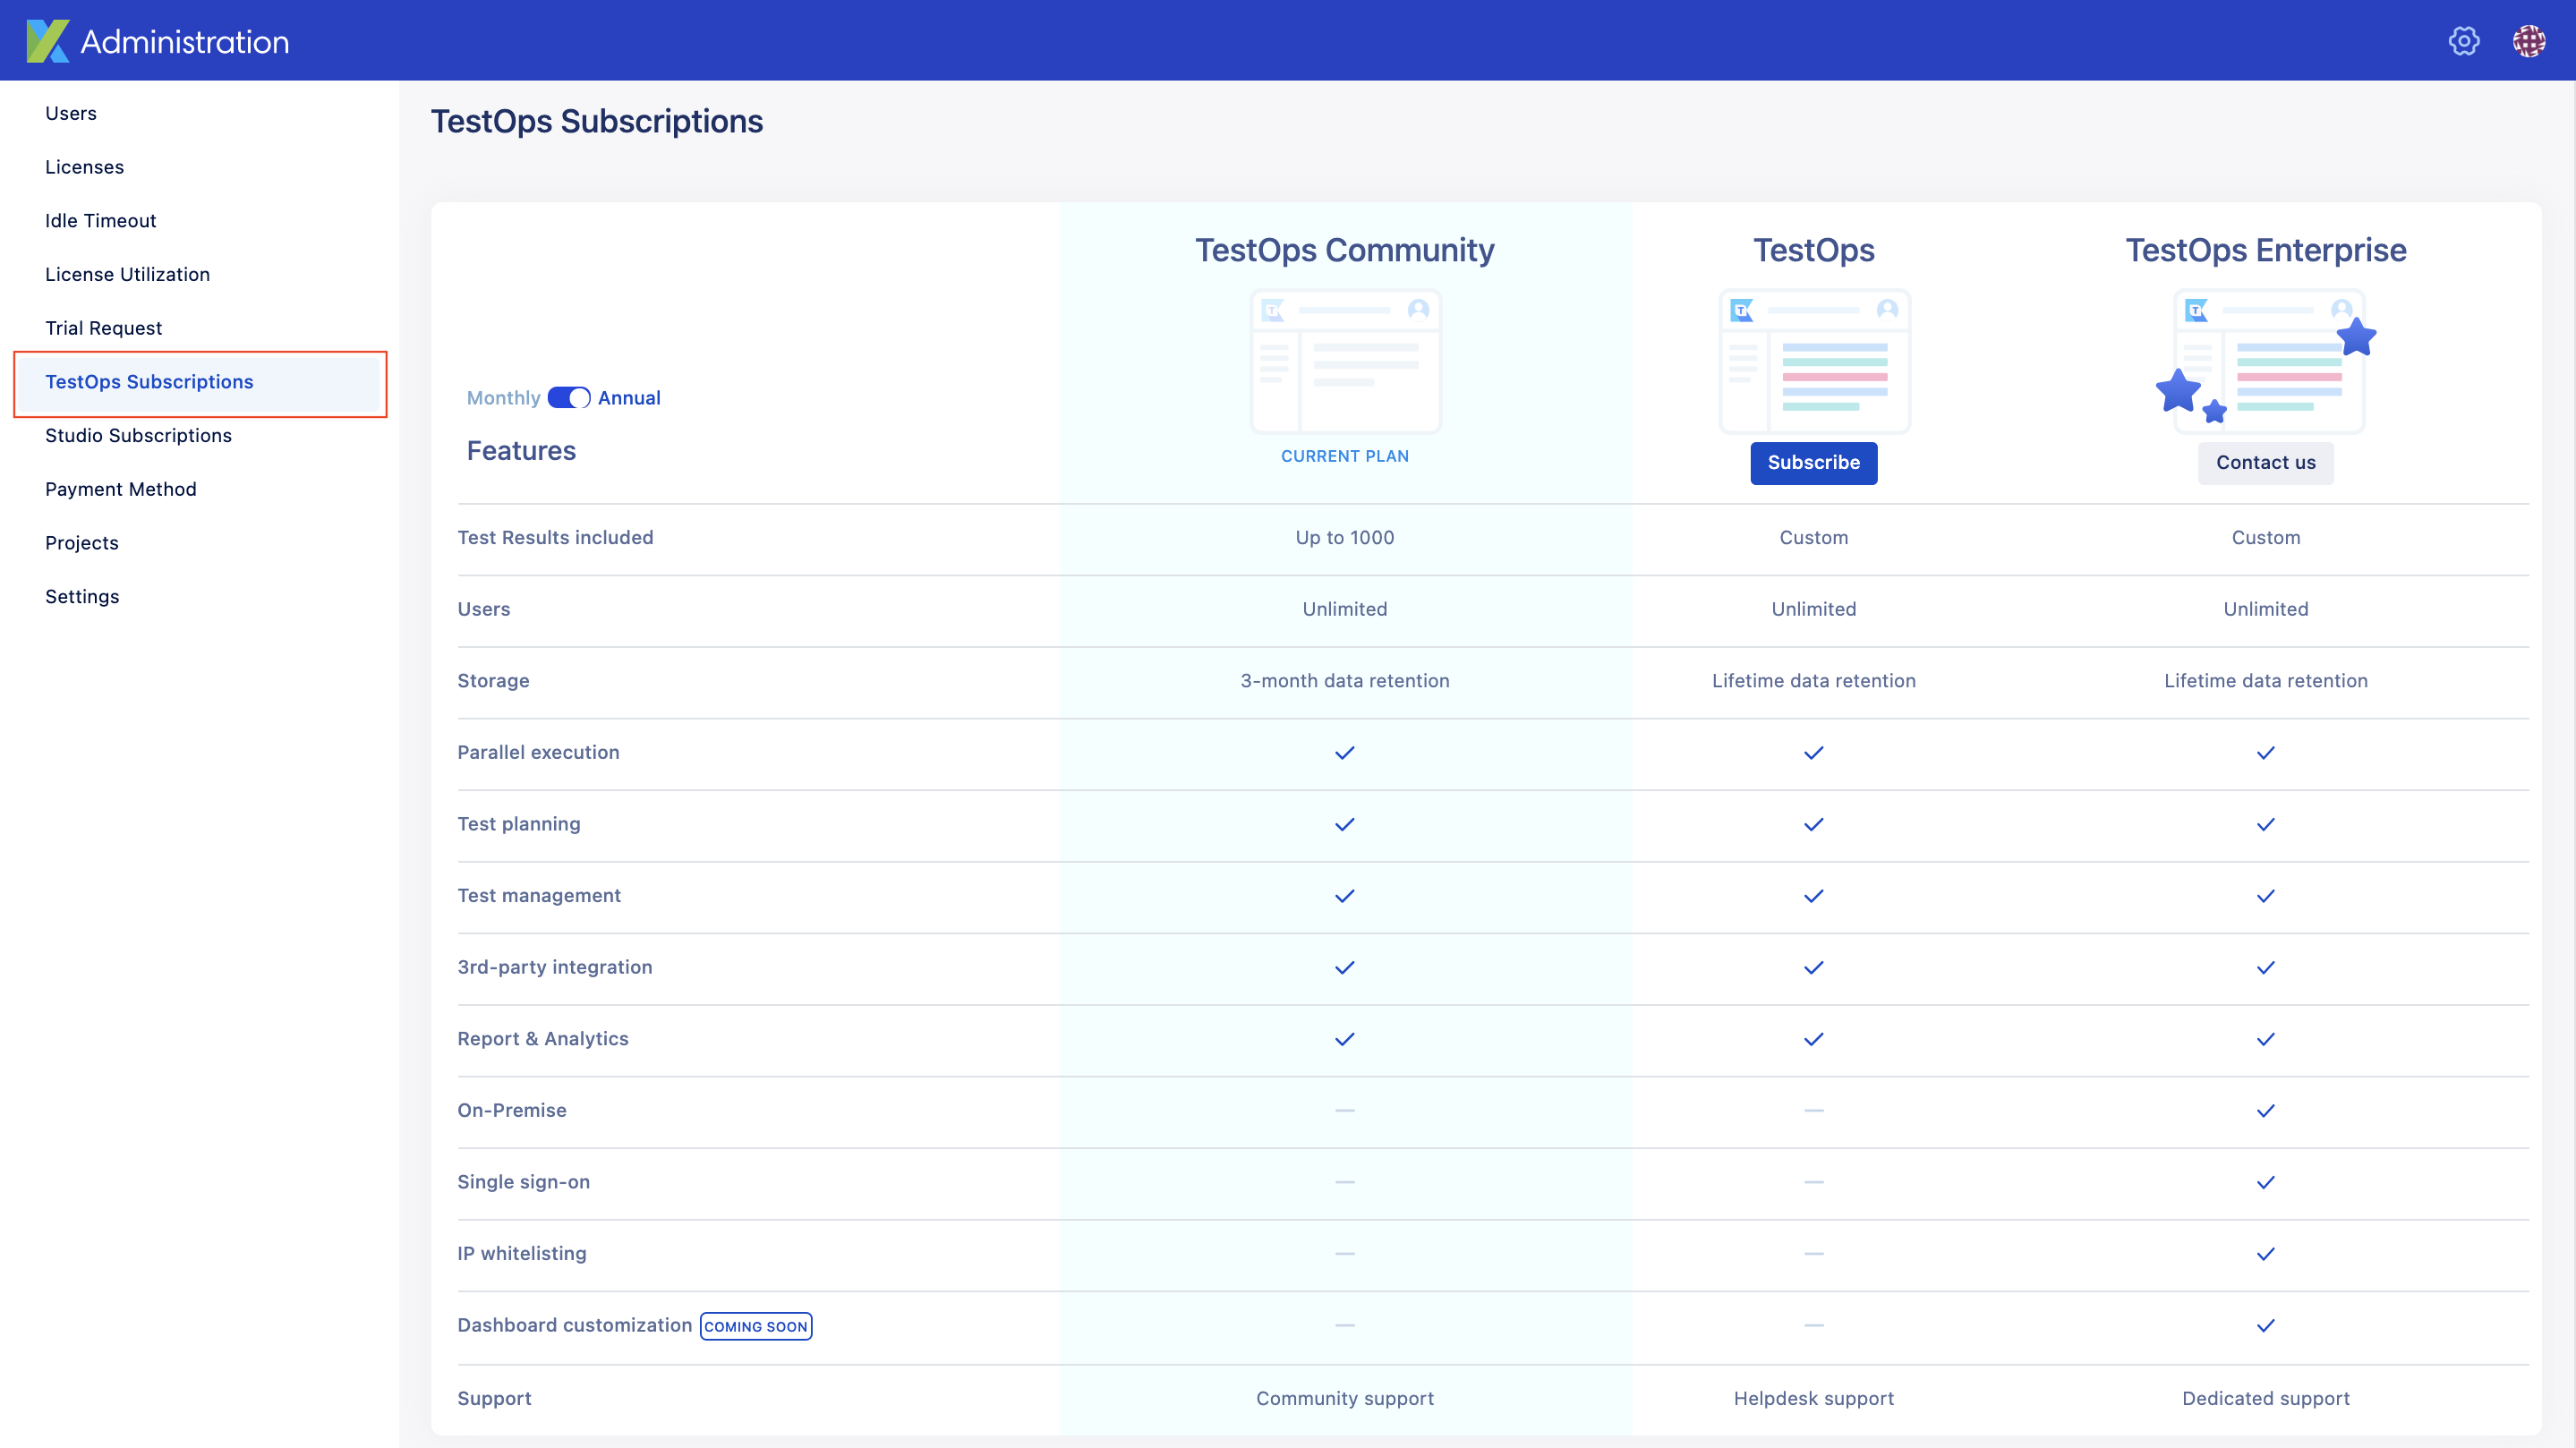 Administration
Users
Licenses
Idle Timeout
License Utilization
Trial Request
TestOps Subscriptions
Studio Subscriptions
Payment Method
Projects
Settings
TestOps Subscriptions
TestOps Community TestOps TestOps Enterprise
T T T
Monthly Annual
Features CURRENT PLAN Subscribe Contact us
Test Results included Up to 1000 Custom Custom
Users Unlimited Unlimited Unlimited
Storage 3-month data retention Lifetime data retention Lifetime data retention
Parallel execution
Test planning
Test management
3rd-party integration
Report & Analytics
On-Premise — —
Single sign-on — —
IP whitelisting — —
Dashboard customization COMING SOON — —
Support Community support Helpdesk support Dedicated support